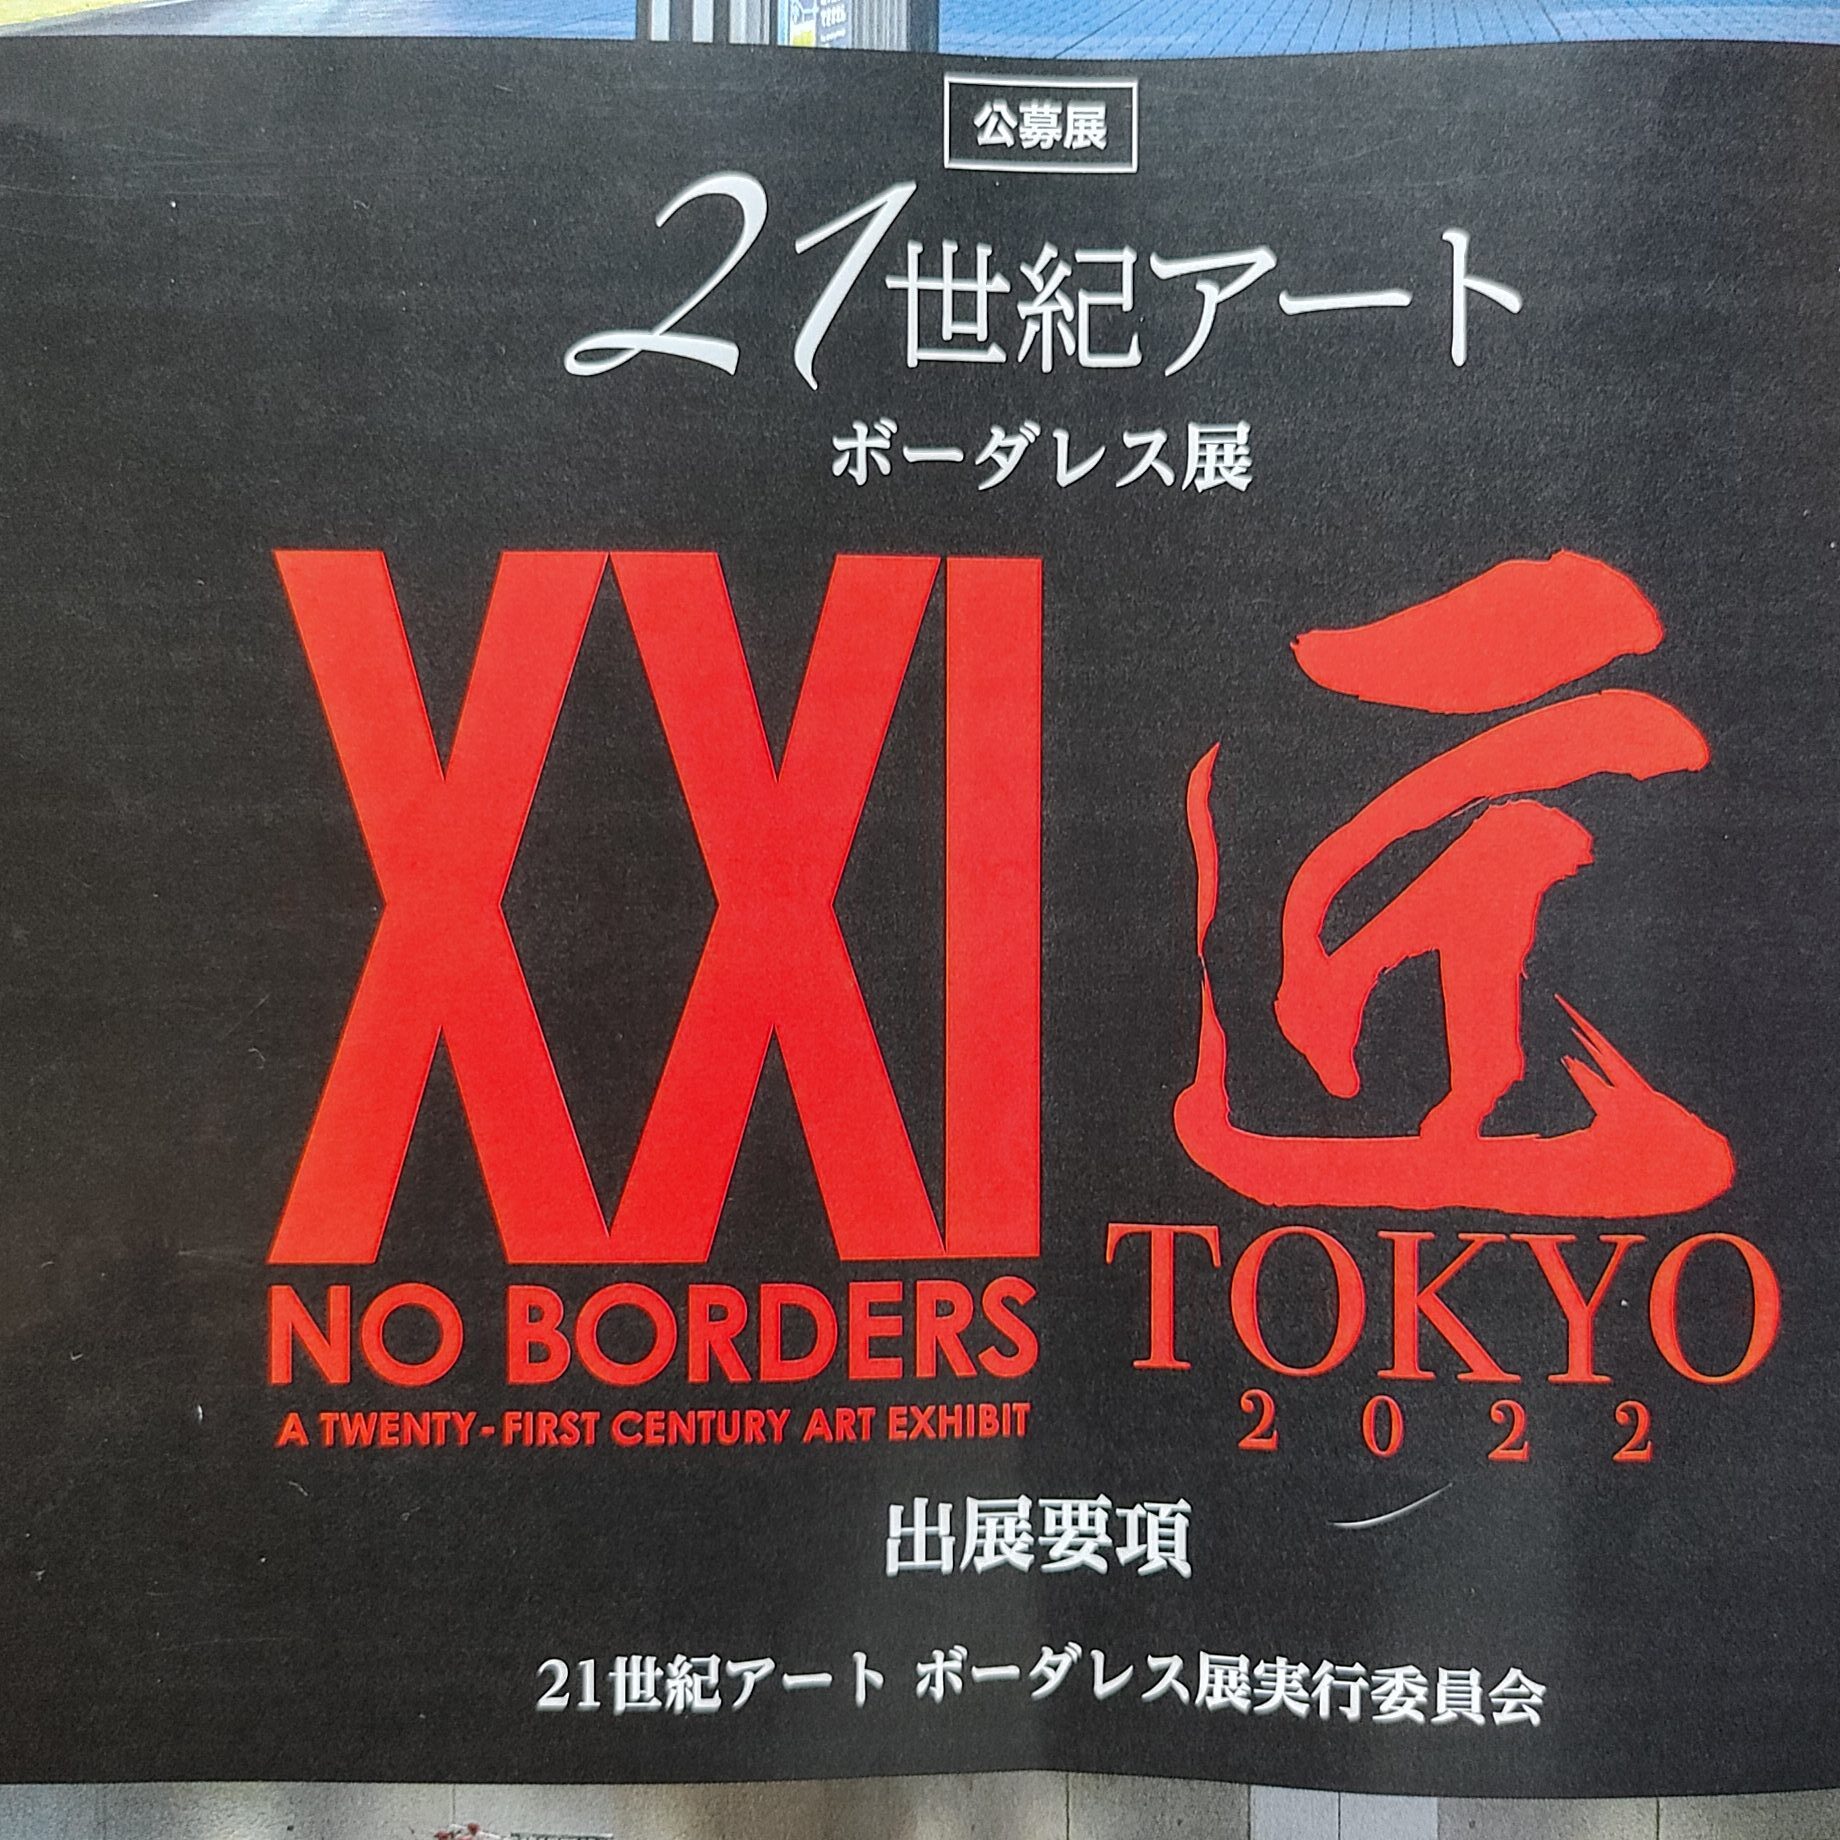 公募展
21世紀アート
ボーダレス展
XXI
NO BORDERS
A TWENTY-FIRST CENTURY ART EXHIBIT
匠
TOKYO
2022
出展要項
21世紀アート ボーダレス展実行委員会